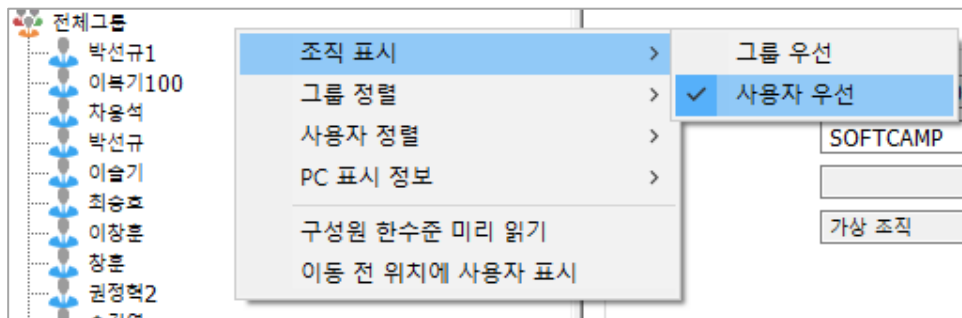 전체그룹
박선규1
이북기100
차웅석
박선규
이슬기
최승호
이창훈
창훈
권정혁2
조직 표시
그룹 정렬
사용자 정렬
PC 표시 정보
구성원 한수준 미리 읽기
이동 전 위치에 사용자 표시
그룹 우선
사용자 우선
SOFTCAMP
가상 조직